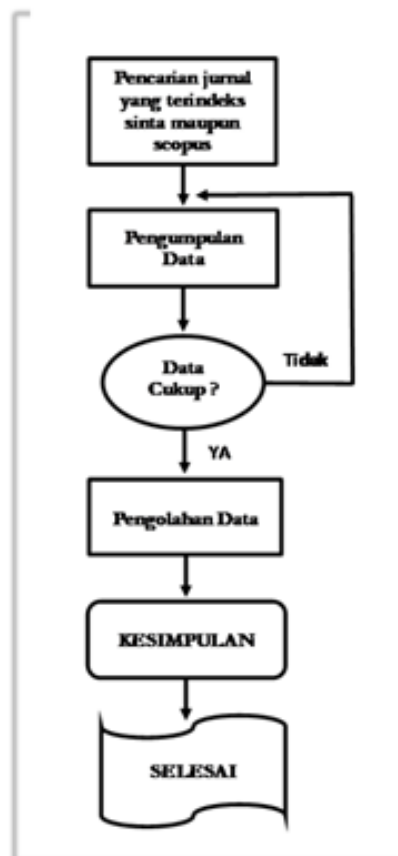 Pencarian jurnal
yang terindeks
sinta maupun
scopus
Pengumpulan
Data
Data
Cukup ?
Tidak
YA
Pengolahan Data
KESIMPULAN
SELESAI